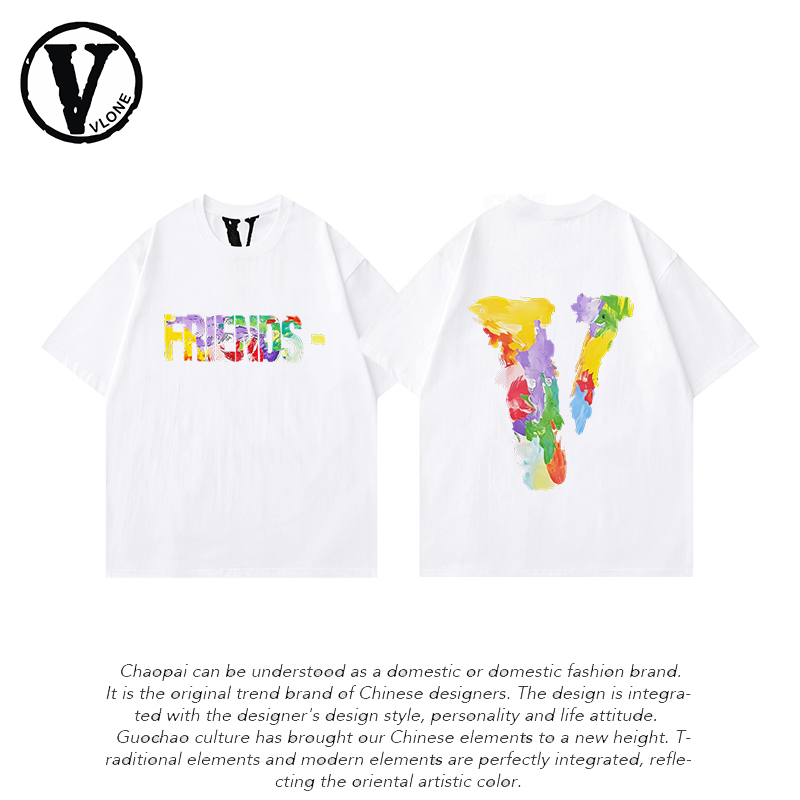 V
VLONE
V
FRIENDS-
V
Chaopai can be understood as a domestic or domestic fashion brand.
It is the original trend brand of Chinese designers. The design is integra-
ted with the designer's design style, personality and life attitude.
Guochao culture has brought our Chinese elements to a new height. T-
raditional elements and modern elements are perfectly integrated, refle-
cting the oriental artistic color.